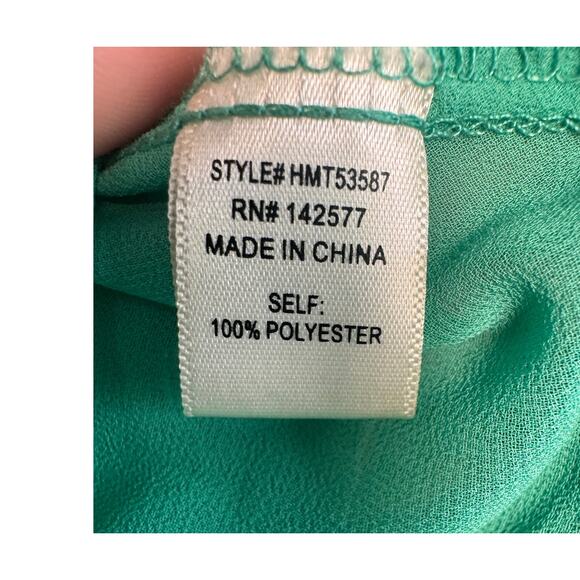 STYLE# HMT53587
RN# 142577
MADE IN CHINA
SELF:
100% POLYESTER